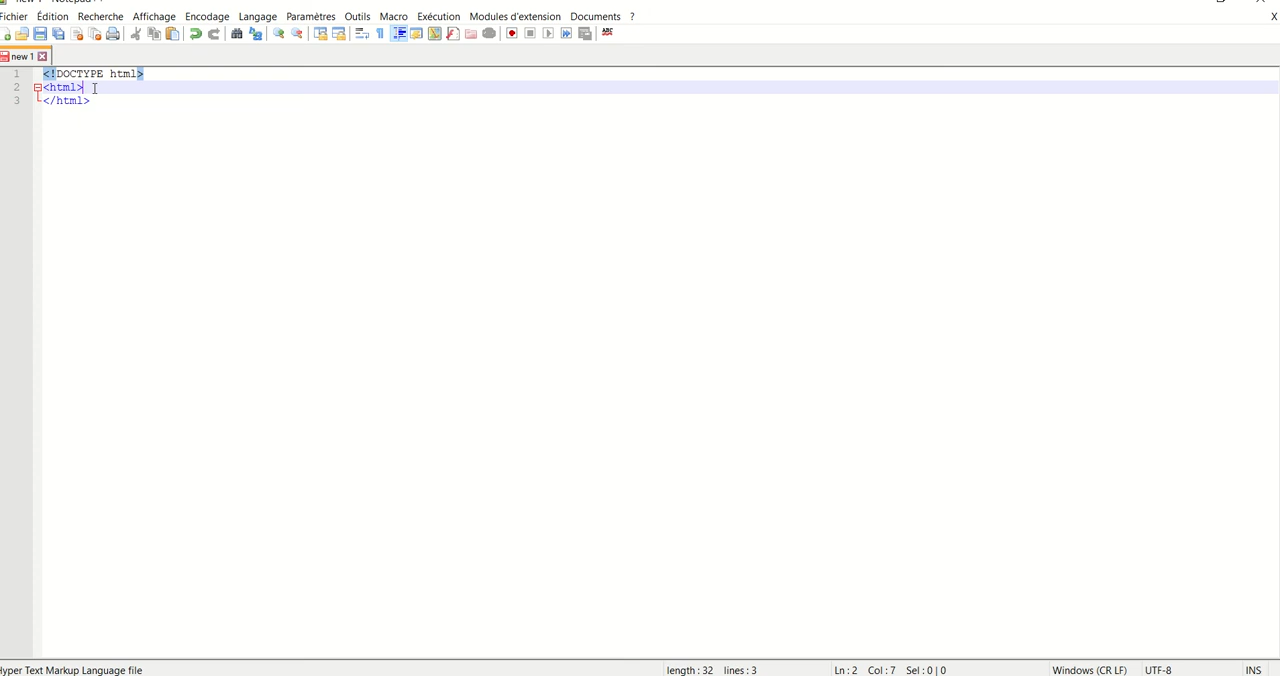 Fichier Édition Recherche Affichage Encodage Langage Paramètres Outils Macro Exécution Modules d'extension Documents ? X
new 1
1 <!DOCTYPE html>
2 <html>
3 </html>
Hyper Text Markup Language file length : 32 lines : 3 Ln : 2 Col : 7 Sel : 0 | 0 Windows (CR LF) UTF-8 INS